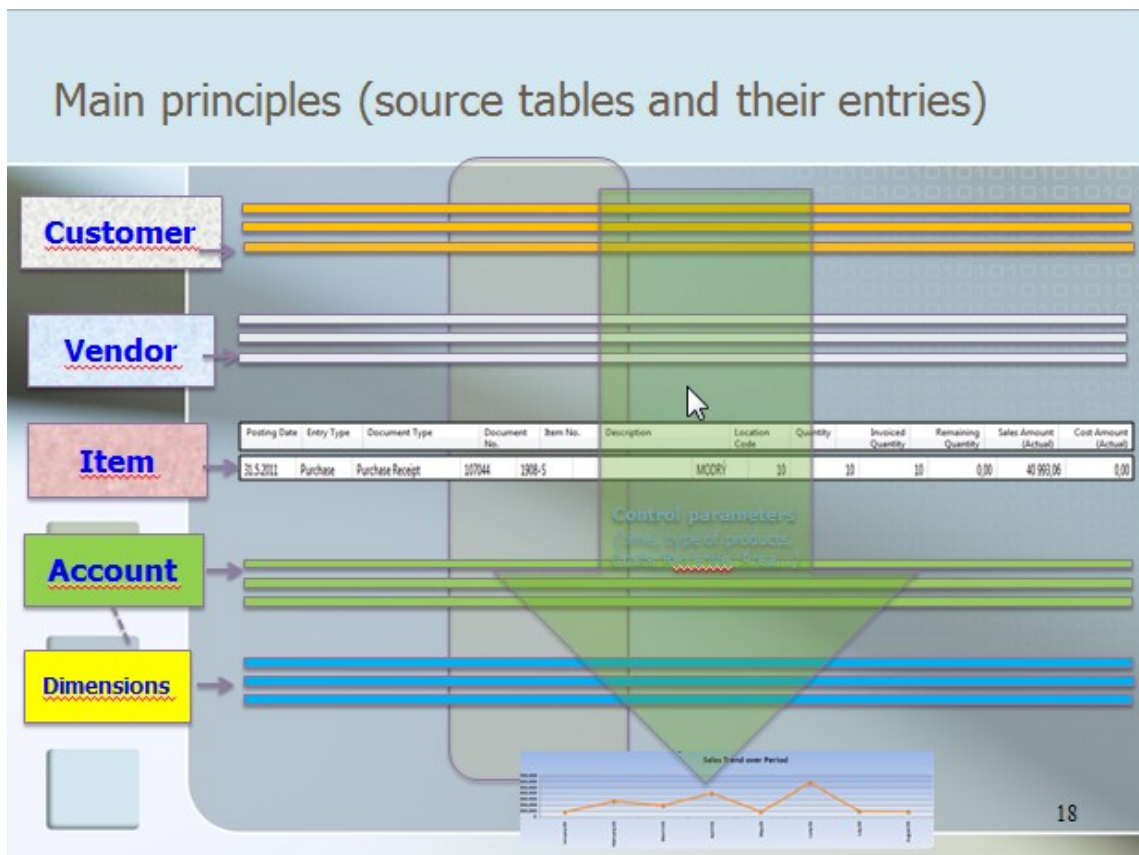 Main principles (source tables and their entries)
Customer
Vendor
Posting Date Entry Type Document Type Document No. Item No. Description Location Code Quantity Invoiced Quantity Remaining Quantity Sales Amount (Actual) Cost Amount (Actual)
Item
31.5.2011 Purchase Purchase Receipt 107044 1908-S MODRÝ 10 10 10 0,00 40 993,06 0,00
Control parameters
type of products,
Account
Dimensions
Sales Trend over Period
18